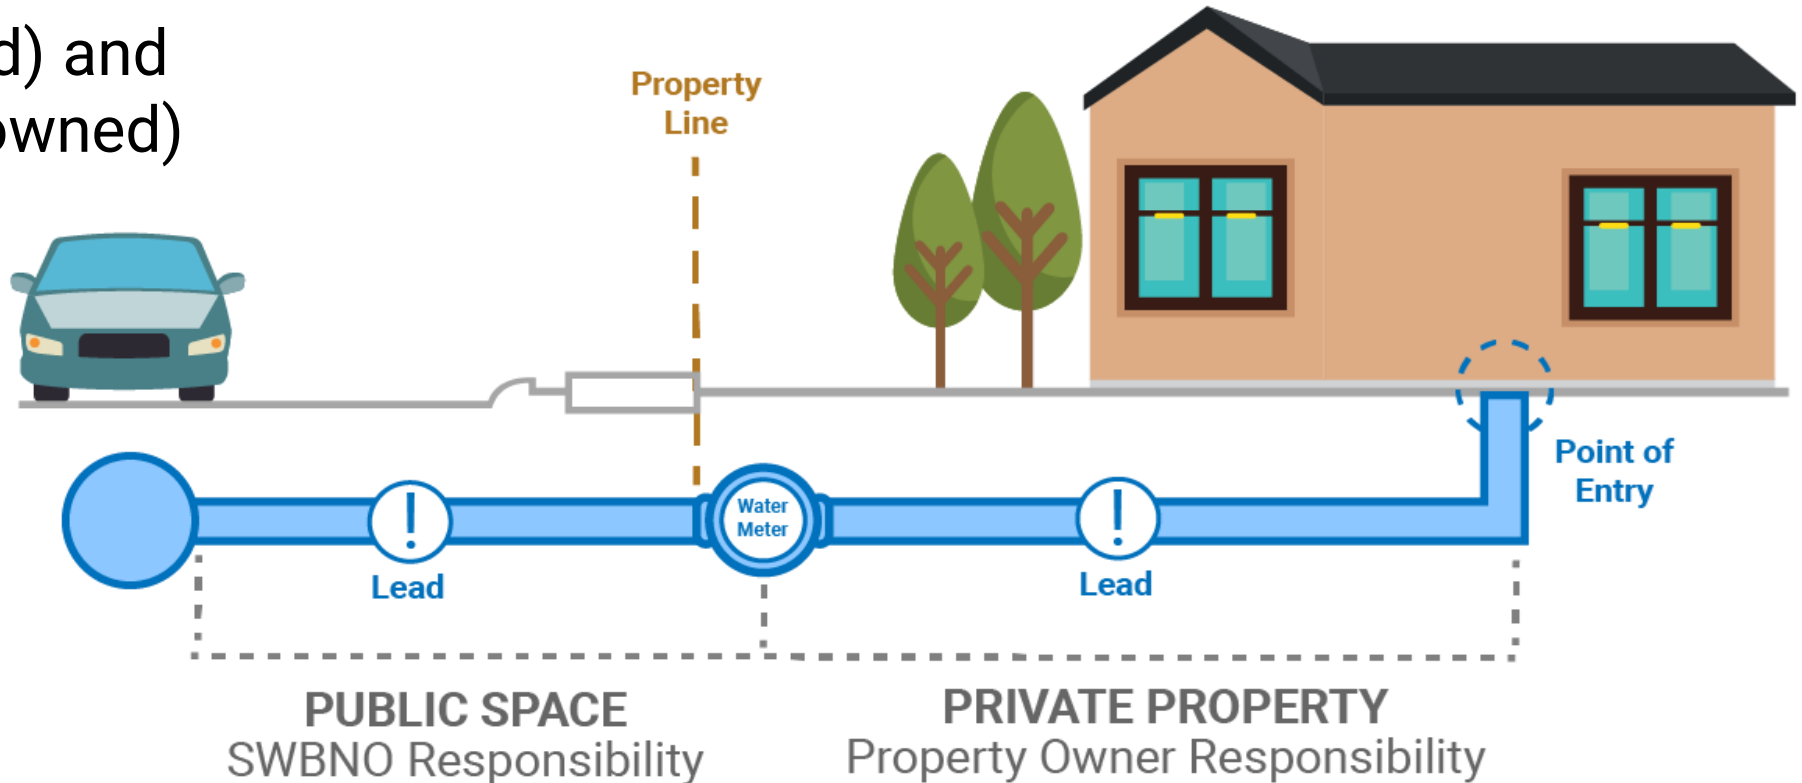 d) and
owned)
Property
Line
Water
Meter
!
Lead
!
Lead
Point of
Entry
PUBLIC SPACE
SWBNO Responsibility
PRIVATE PROPERTY
Property Owner Responsibility